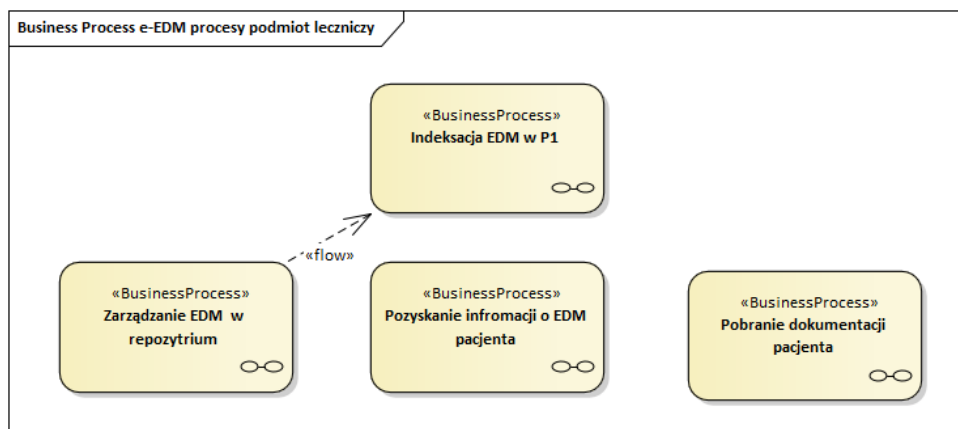 Business Process e-EDM procesy podmiot leczniczy
«BusinessProcess»
Indeksacja EDM w P1
«flow»
«BusinessProcess»
Zarządzanie EDM w
repozytrium
«BusinessProcess»
Pozyskanie infromacji o EDM
pacjenta
«BusinessProcess»
Pobranie dokumentacji
pacjenta